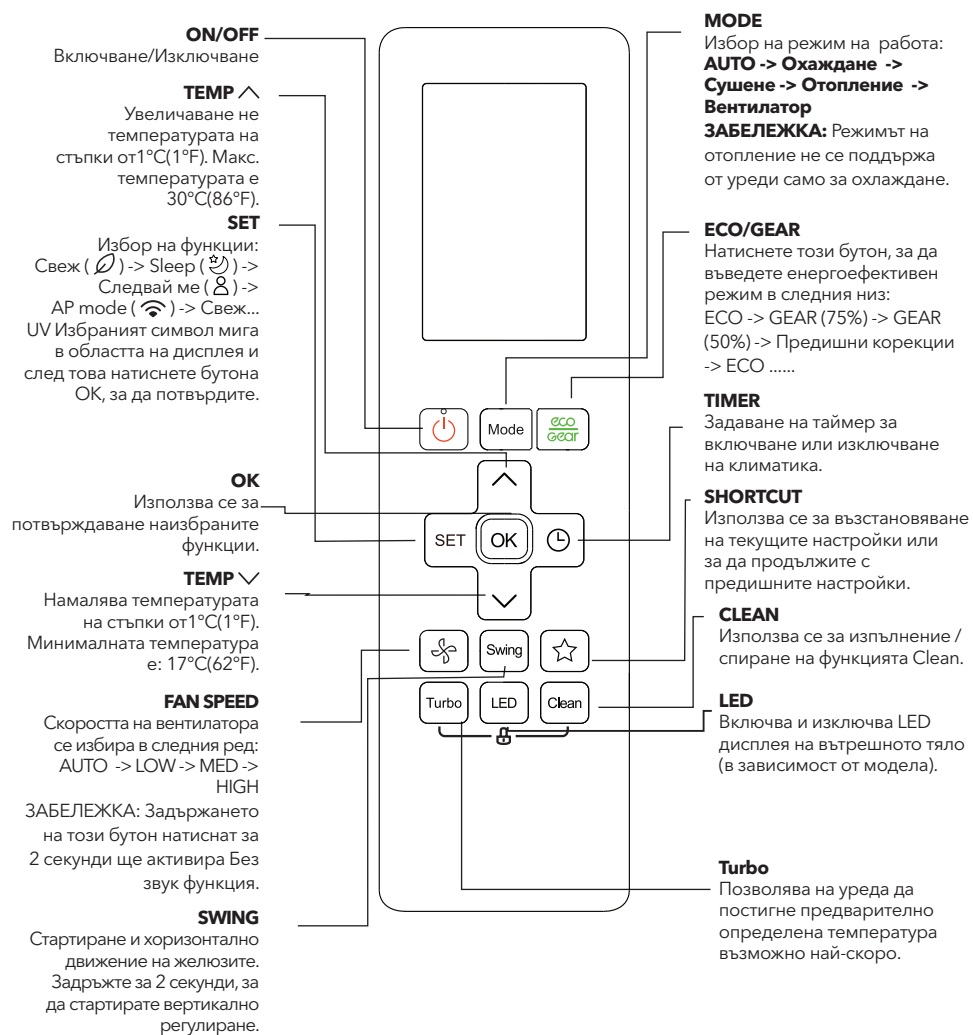 ON/OFF
Включване/Изключване
TEMP
Увеличаване не
температурата на
стъпки от1°C(1°F). Макс.
температурата е
30°C(86°F).
SET
Избор на функции:
Свеж ( ) -> Sleep ( ) ->
Следвай ме ( ) ->
AP mode ( ) -> Свеж...
UV Избраният символ мига
в областта на дисплея и
след това натиснете бутона
ОК, за да потвърдите.
OK
Използва се за
потвърждаване наизбраните
функции.
TEMP
Намалява температурата
на стъпки от1°C(1°F).
Минималната температура
е: 17°C(62°F).
FAN SPEED
Скоростта на вентилатора
се избира в следния ред:
AUTO -> LOW -> MED ->
HIGH
ЗАБЕЛЕЖКА: Задържането
на този бутон натиснат за
2 секунди ще активира Без
звук функция.
SWING
Стартиране и хоризонтално
движение на желюзите.
Задръжте за 2 секунди, за
да стартирате вертикално
регулиране.
Mode
eco
Gear
SET
OK
Swing
Turbo
LED
Clean
MODE
Избор на режим на работа:
AUTO -> Охаждане ->
Сушене -> Отопление ->
Вентилатор
ЗАБЕЛЕЖКА: Режимът на
отопление не се поддържа
от уреди само за охлаждане.
ECO/GEAR
Натиснете този бутон, за да
въведете енергоефективен
режим в следния низ:
ECO -> GEAR (75%) -> GEAR
(50%) -> Предишни корекции
-> ECO ......
TIMER
Задаване на таймер за
включване или изключване
на климатика.
SHORTCUT
Използва се за възстановяване
на текущите настройки или
за да продължите с
предишните настройки.
CLEAN
Използва се за изпълнение /
спиране на функцията Clean.
LED
Включва и изключва LED
дисплея на вътрешното тяло
(в зависимост от модела).
Turbo
Позволява на уреда да
постигне предварително
определена температура
възможно най-скоро.